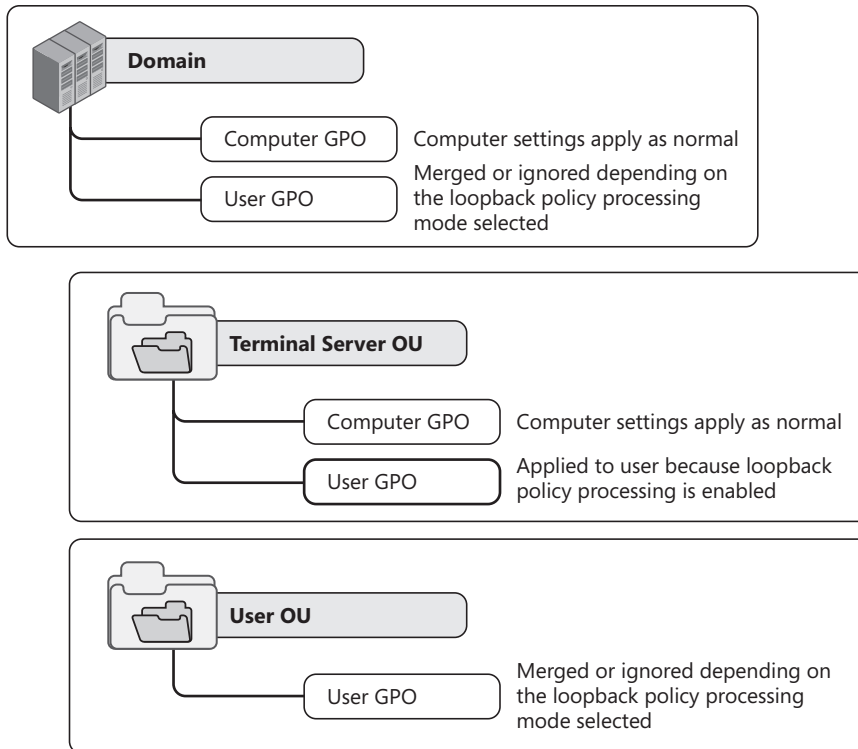 Domain
Computer GPO
Computer settings apply as normal
User GPO
Merged or ignored depending on
the loopback policy processing
mode selected
Terminal Server OU
Computer GPO
Computer settings apply as normal
User GPO
Applied to user because loopback
policy processing is enabled
User OU
User GPO
Merged or ignored depending on
the loopback policy processing
mode selected